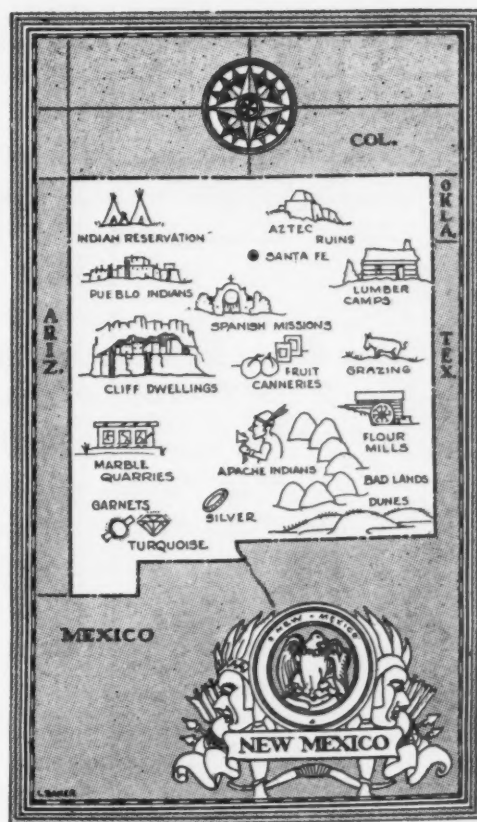 COL.
OKLA.
INDIAN RESERVATION
AZTEC
RUINS
SANTA FE
PUEBLO INDIANS
LUMBER
CAMPS
SPANISH MISSIONS
ARIZ.
TEX.
CLIFF DWELLINGS
FRUIT
CANNERIES
GRAZING
FLOUR
MILLS
MARBLE
QUARRIES
APACHE INDIANS
BAD LANDS
DUNES
GARNETS
SILVER
TURQUOISE
MEXICO
NEW MEXICO
NEW MEXICO
L. BAKER